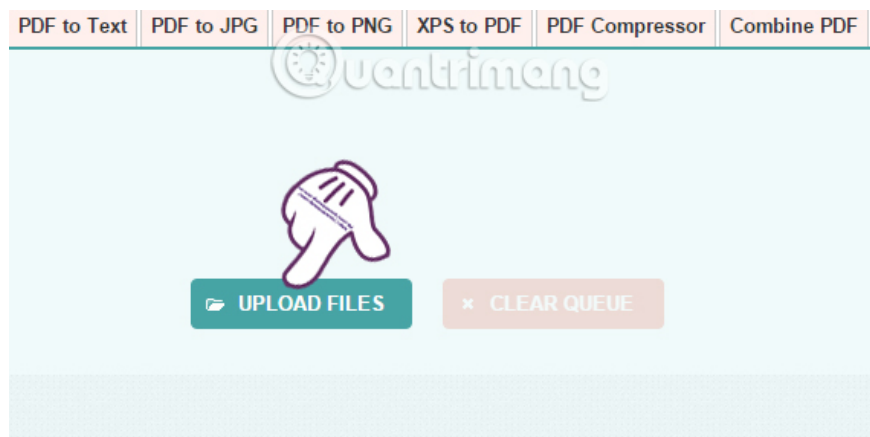 PDF to Text PDF to JPG PDF to PNG XPS to PDF PDF Compressor Combine PDF
Quantrimang
UPLOAD FILES CLEAR QUEUE